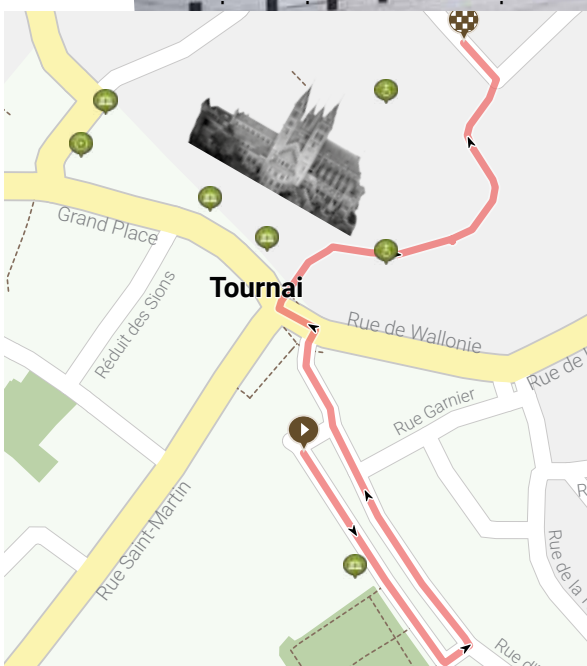 Grand Place
Réduit des Sions
Tournai
Rue de Wallonie
Rue de
Rue Garnier
Rue Saint-Martin
Rue de la
Rue d'